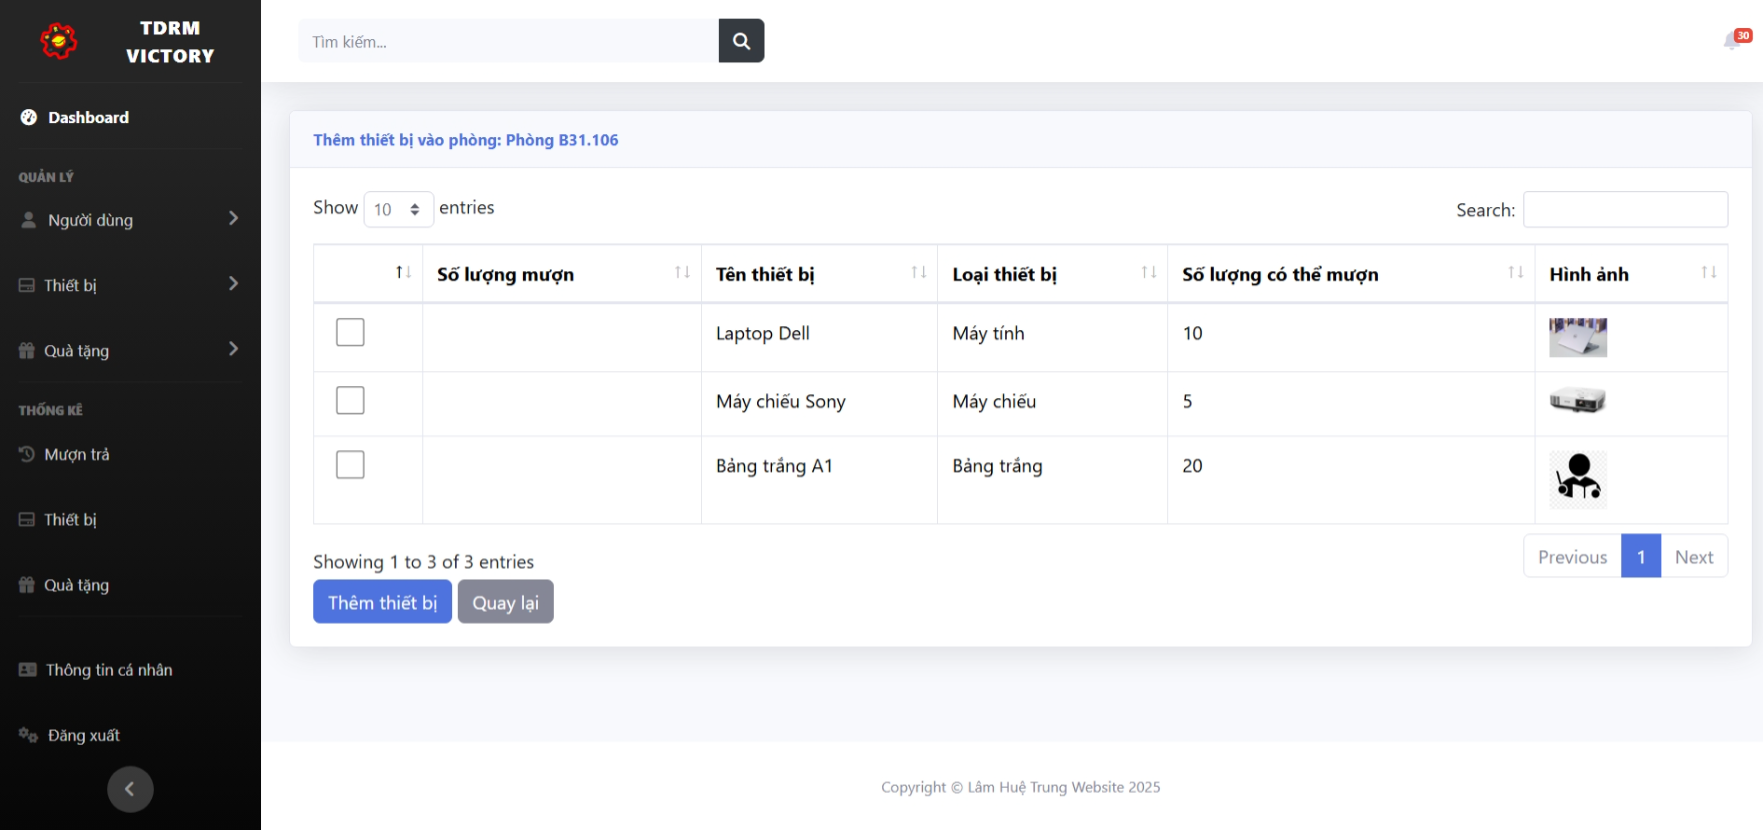 TDRM
VICTORY
Dashboard
QUẢN LÝ
Người dùng
Thiết bị
Quà tặng
THỐNG KÊ
Mượn trả
Thiết bị
Quà tặng
Thông tin cá nhân
Đăng xuất
Tìm kiếm...
30
Thêm thiết bị vào phòng: Phòng B31.106
Show 10 entries
Search:
Số lượng mượn Tên thiết bị Loại thiết bị Số lượng có thể mượn Hình ảnh
Laptop Dell Máy tính 10
Máy chiếu Sony Máy chiếu 5
Bảng trắng A1 Bảng trắng 20
Showing 1 to 3 of 3 entries
Previous 1 Next
Thêm thiết bị Quay lại
Copyright © Lâm Huệ Trung Website 2025